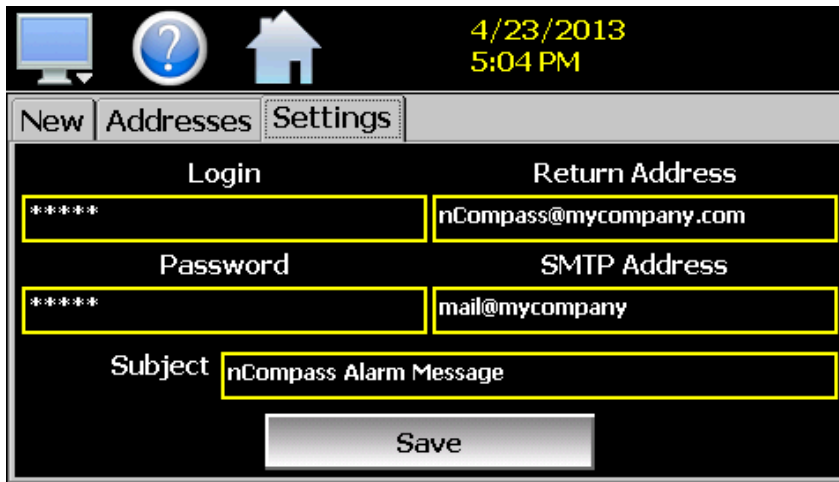 ?
4/23/2013
5:04 PM
New Addresses Settings
Login Return Address
***** nCompass@mycompany.com
Password SMTP Address
***** mail@mycompany
Subject nCompass Alarm Message
Save